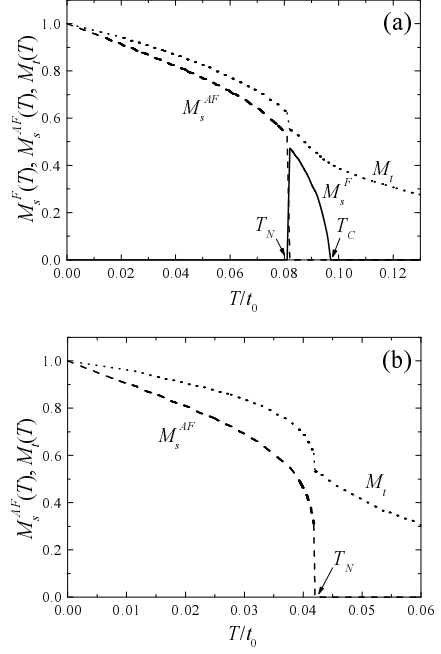 (a)
1.0
0.8
0.6
0.4
0.2
0.0
M_s^F(T), M_s^AF(T), M_t(T)
M_s^AF
M_t
M_s^F
T_N
T_C
0.00 0.02 0.04 0.06 0.08 0.10 0.12
T/t_0
(b)
1.0
0.8
0.6
0.4
0.2
0.0
M_s^AF(T), M_t(T)
M_s^AF
M_t
T_N
0.00 0.01 0.02 0.03 0.04 0.05 0.06
T/t_0